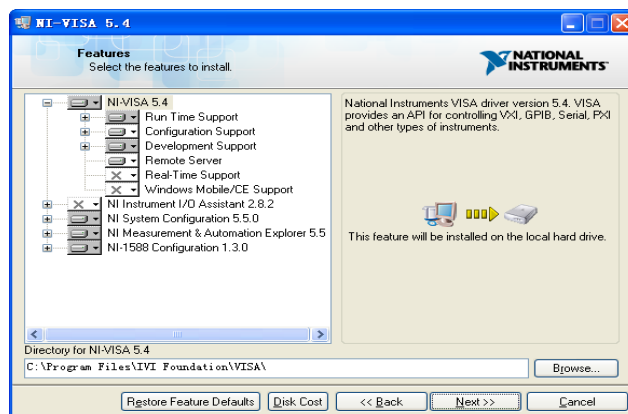 NI-VISA 5.4
Features
Select the features to install.
NATIONAL
INSTRUMENTS
NI-VISA 5.4
Run Time Support
Configuration Support
Development Support
Remote Server
Real-Time Support
Windows Mobile/CE Support
NI Instrument I/O Assistant 2.8.2
NI System Configuration 5.5.0
NI Measurement & Automation Explorer 5.5
NI-1588 Configuration 1.3.0
National Instruments VISA driver version 5.4. VISA
provides an API for controlling VXI, GPIB, Serial, PXI
and other types of instruments.
This feature will be installed on the local hard drive.
Directory for NI-VISA 5.4
C:\Program Files\IVI Foundation\VISA\
Browse...
Restore Feature Defaults
Disk Cost
<< Back
Next >>
Cancel